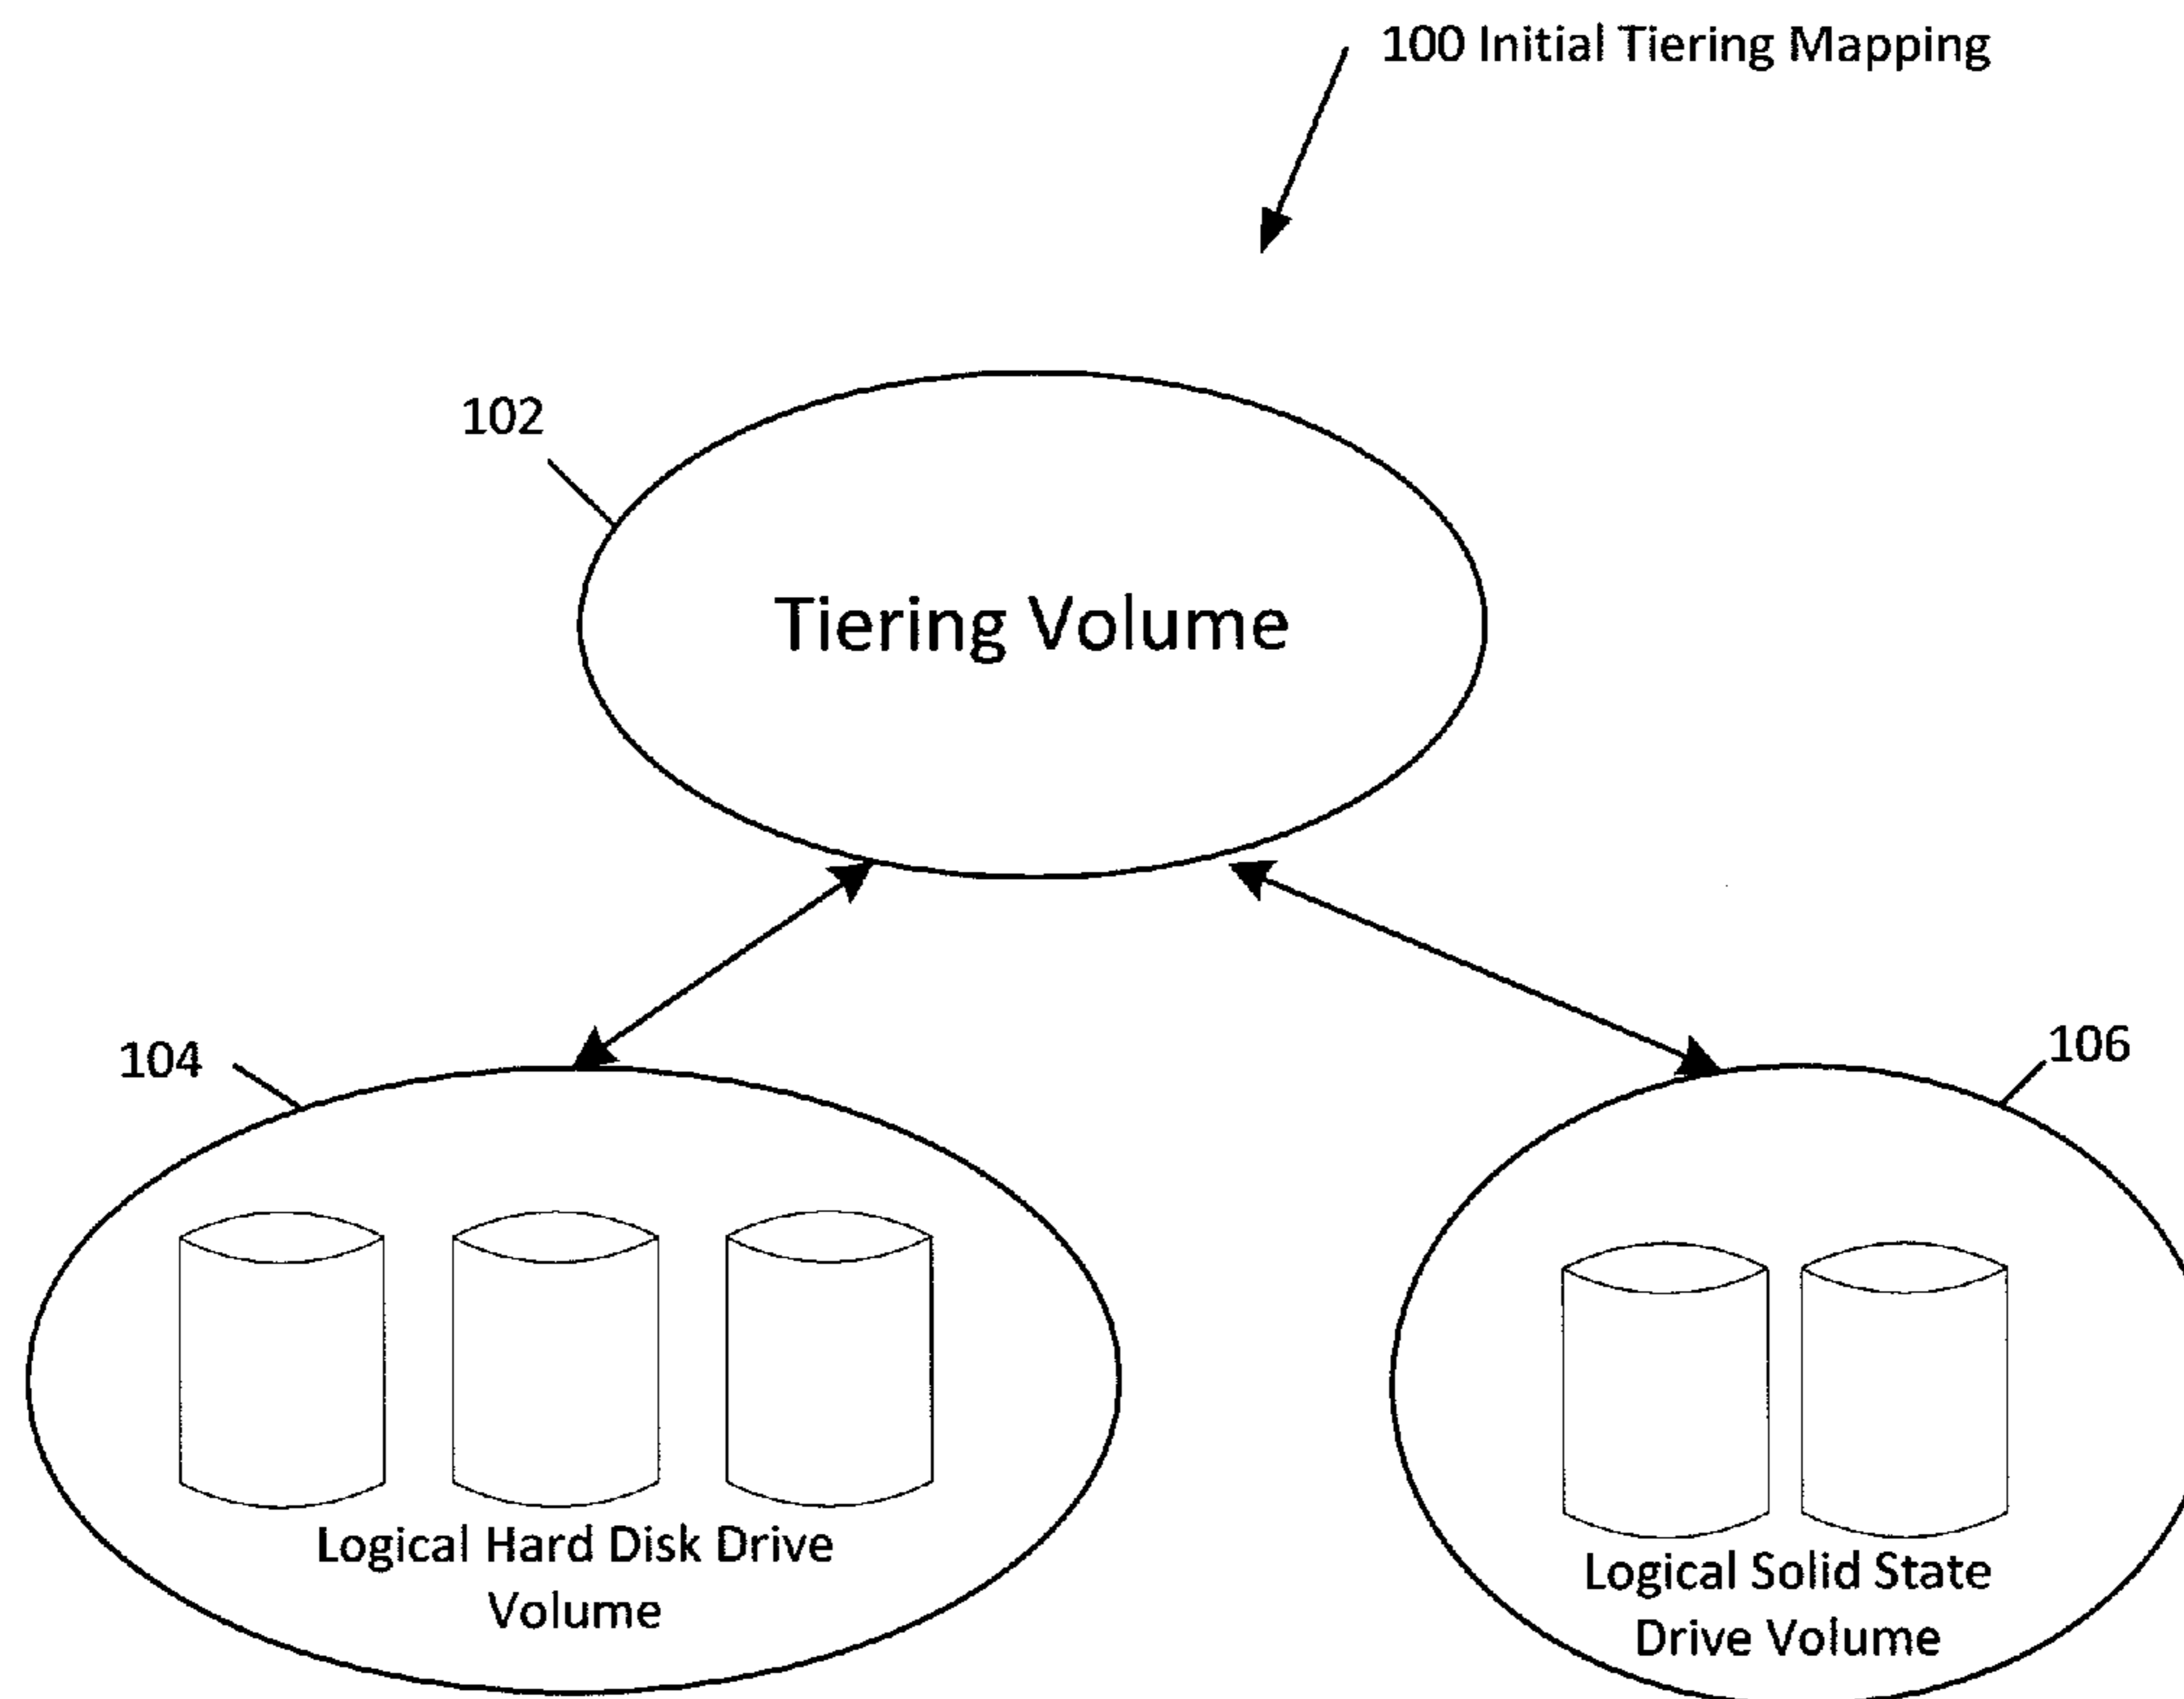 100 Initial Tiering Mapping
102
Tiering Volume
104
106
Logical Hard Disk Drive
Volume
Logical Solid State
Drive Volume